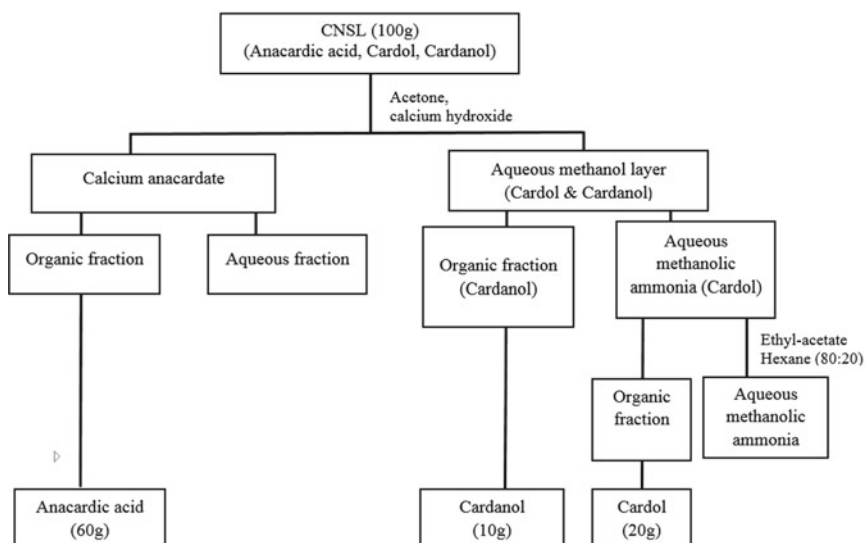 CNSL (100g)
(Anacardic acid, Cardol, Cardanol)
Acetone,
calcium hydroxide
Calcium anacardate
Aqueous methanol layer
(Cardol & Cardanol)
Organic fraction
Aqueous fraction
Organic fraction
(Cardanol)
Aqueous
methanolic
ammonia (Cardol)
Ethyl-acetate
Hexane (80:20)
Organic
fraction
Aqueous
methanolic
ammonia
Anacardic acid
(60g)
Cardanol
(10g)
Cardol
(20g)